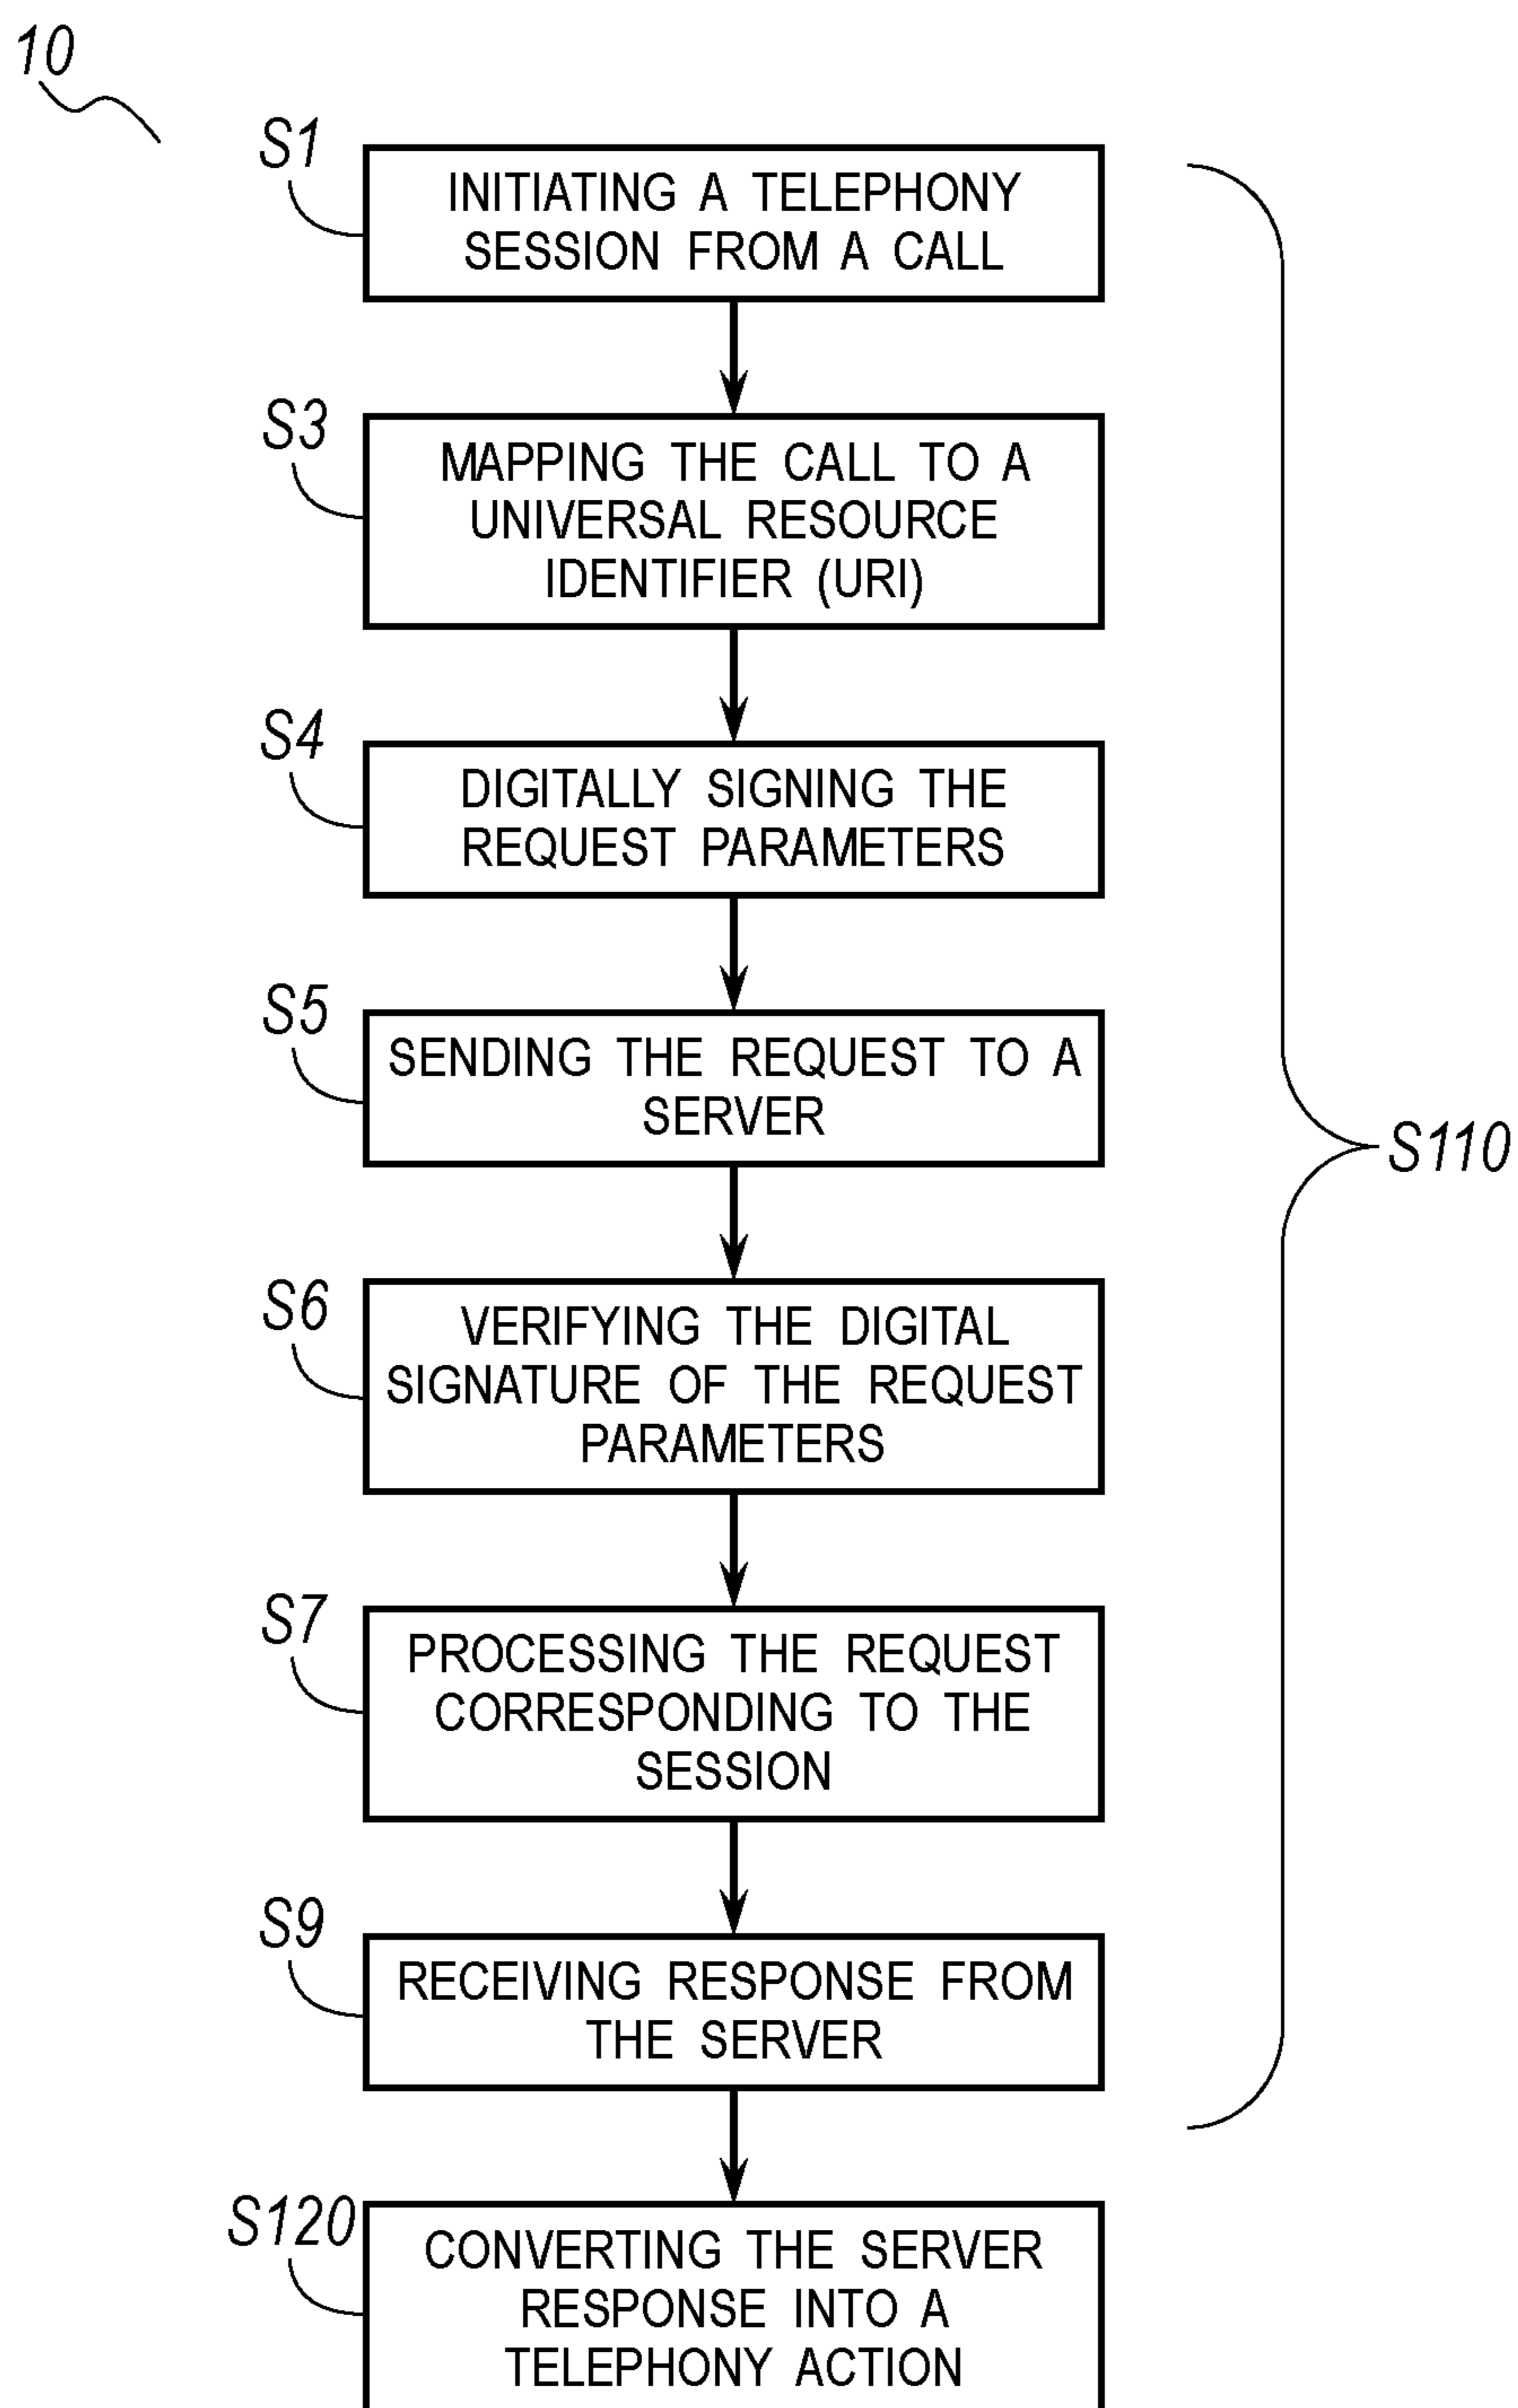 10
S1
INITIATING A TELEPHONY
SESSION FROM A CALL
S3
MAPPING THE CALL TO A
UNIVERSAL RESOURCE
IDENTIFIER (URI)
S4
DIGITALLY SIGNING THE
REQUEST PARAMETERS
S5
SENDING THE REQUEST TO A
SERVER
S110
S6
VERIFYING THE DIGITAL
SIGNATURE OF THE REQUEST
PARAMETERS
S7
PROCESSING THE REQUEST
CORRESPONDING TO THE
SESSION
S9
RECEIVING RESPONSE FROM
THE SERVER
S120
CONVERTING THE SERVER
RESPONSE INTO A
TELEPHONY ACTION